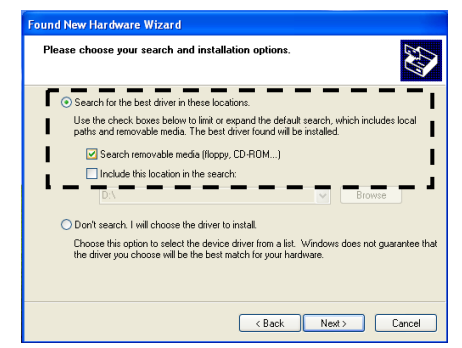 Found New Hardware Wizard
Please choose your search and installation options.
Search for the best driver in these locations.
Use the check boxes below to limit or expand the default search, which includes local
paths and removable media. The best driver found will be installed.
Search removable media (floppy, CD-ROM...)
Include this location in the search:
D:\
Browse
Don't search. I will choose the driver to install.
Choose this option to select the device driver from a list. Windows does not guarantee that
the driver you choose will be the best match for your hardware.
< Back
Next >
Cancel